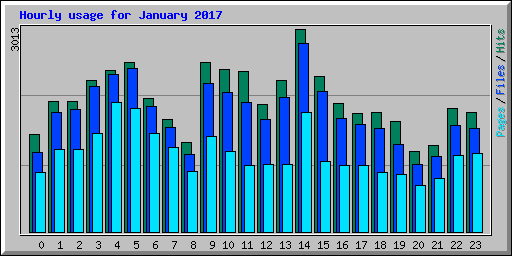 Hourly usage for January 2017
3013
Pages / Files / Hits
0 1 2 3 4 5 6 7 8 9 10 11 12 13 14 15 16 17 18 19 20 21 22 23